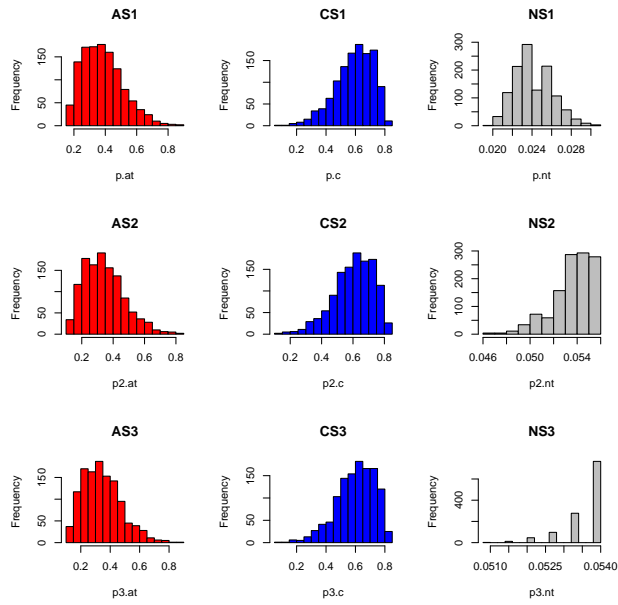 AS1
CS1
NS1
Frequency
0 50 150
0.2 0.4 0.6 0.8
p.at
Frequency
0 50 150
0.2 0.4 0.6 0.8
p.c
Frequency
0 100 200 300
0.020 0.024 0.028
p.nt
AS2
CS2
NS2
Frequency
0 50 150
0.2 0.4 0.6 0.8
p2.at
Frequency
0 50 150
0.2 0.4 0.6 0.8
p2.c
Frequency
0 100 200 300
0.046 0.050 0.054
p2.nt
AS3
CS3
NS3
Frequency
0 50 150
0.2 0.4 0.6 0.8
p3.at
Frequency
0 50 150
0.2 0.4 0.6 0.8
p3.c
Frequency
0 400
0.0510 0.0525 0.0540
p3.nt